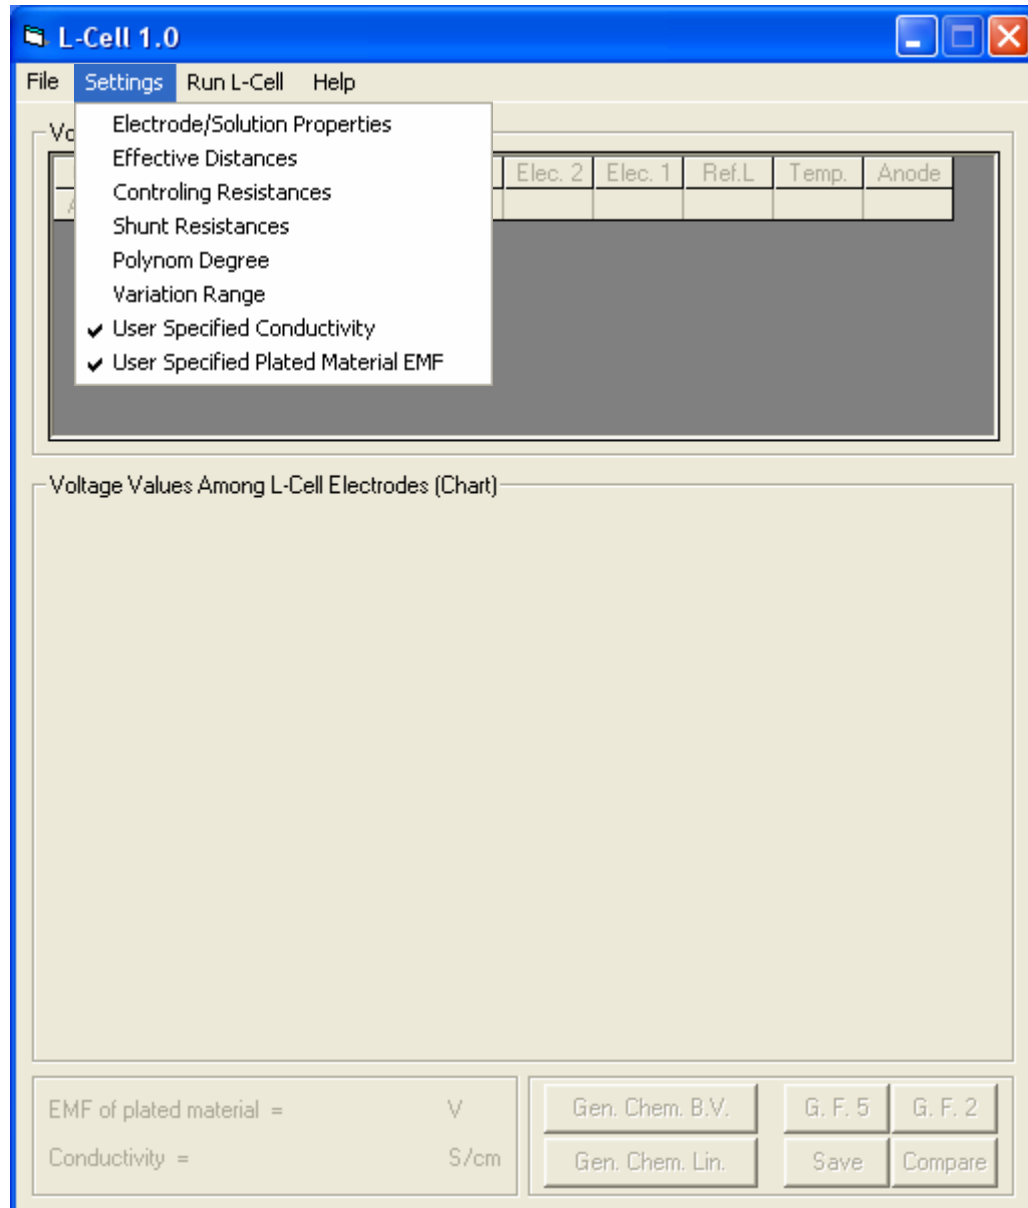 L-Cell 1.0
File Settings Run L-Cell Help
Electrode/Solution Properties
Effective Distances
Controling Resistances
Shunt Resistances
Polynom Degree
Variation Range
✓ User Specified Conductivity
✓ User Specified Plated Material EMF
Elec. 2 Elec. 1 Ref.L Temp. Anode
Voltage Values Among L-Cell Electrodes (Chart)
EMF of plated material = V
Conductivity = S/cm
Gen. Chem. B.V. G. F. 5 G. F. 2
Gen. Chem. Lin. Save Compare